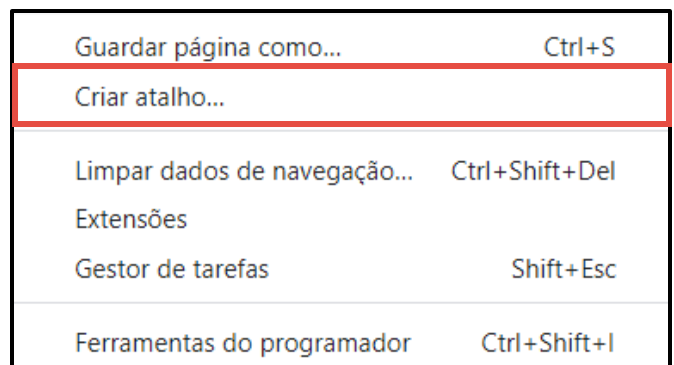 Guardar página como... Ctrl+S
Criar atalho...
Limpar dados de navegação... Ctrl+Shift+Del
Extensões
Gestor de tarefas Shift+Esc
Ferramentas do programador Ctrl+Shift+I